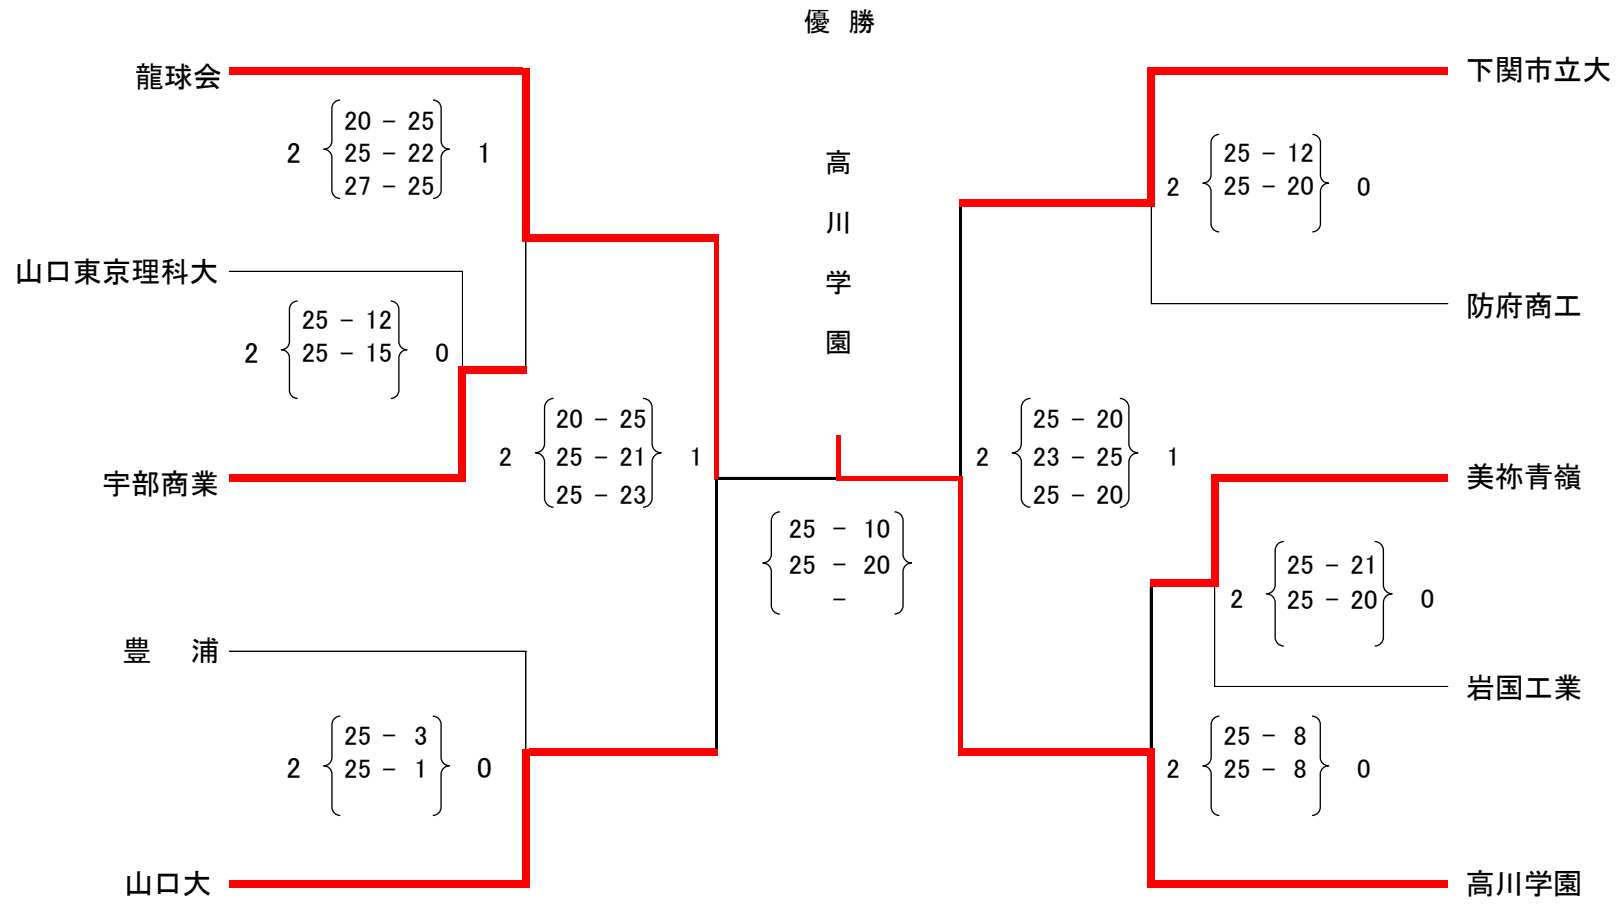 優 勝
龍球会
下関市立大
2 20 - 25 1
25 - 22
27 - 25
高川学園
2 25 - 12 0
25 - 20
山口東京理科大
防府商工
2 25 - 12 0
25 - 15
宇部商業
2 20 - 25 1
25 - 21
25 - 23
2 25 - 20 1
23 - 25
25 - 20
美祢青嶺
25 - 10
25 - 20
-
2 25 - 21 0
25 - 20
豊 浦
岩国工業
2 25 - 3 0
25 - 1
2 25 - 8 0
25 - 8
山口大
高川学園